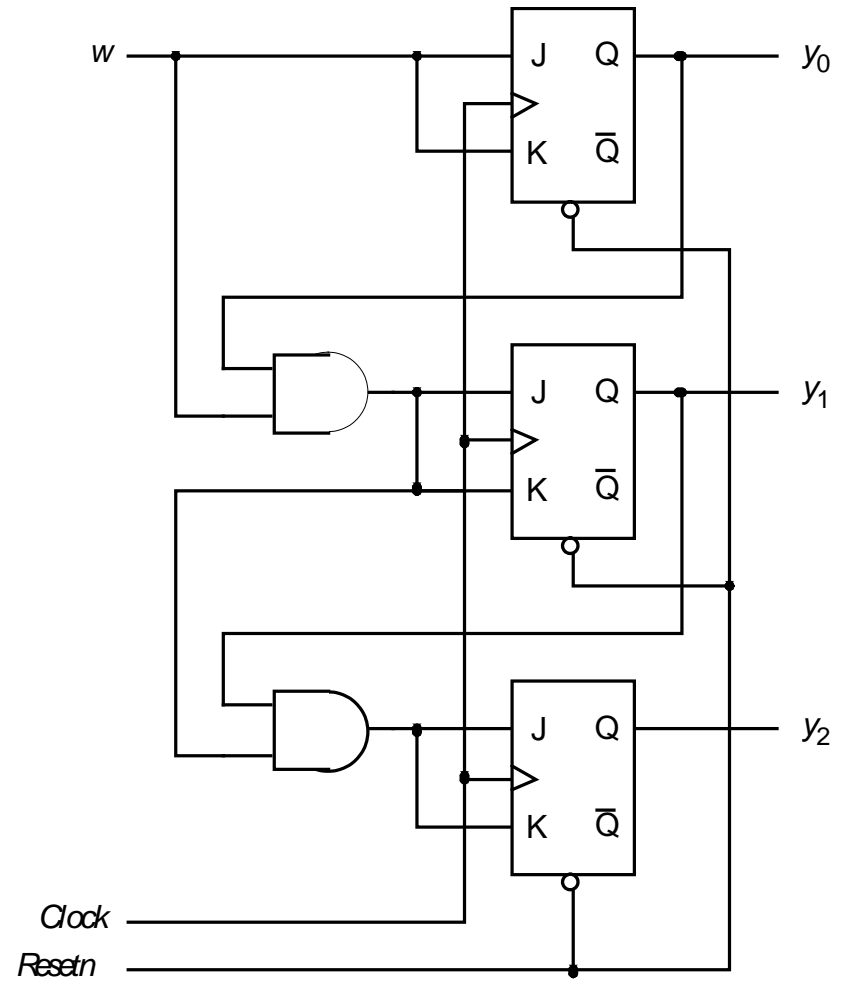 w J Q y0
K Q̅
J Q y1
K Q̅
J Q y2
K Q̅
Clock
Resetn